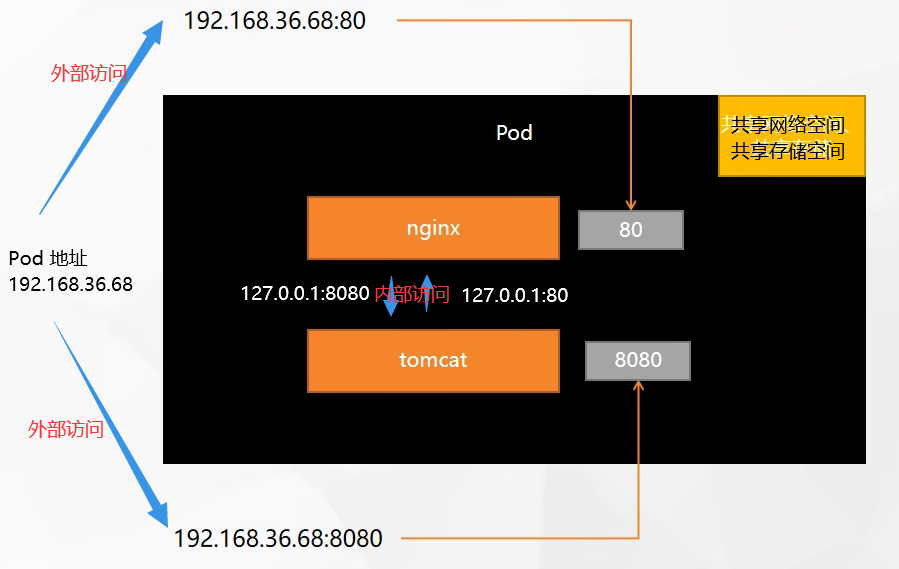 192.168.36.68:80
外部访问
Pod
共享网络空间
共享存储空间
nginx
80
Pod 地址
192.168.36.68
127.0.0.1:8080
内部访问
127.0.0.1:80
tomcat
8080
外部访问
192.168.36.68:8080